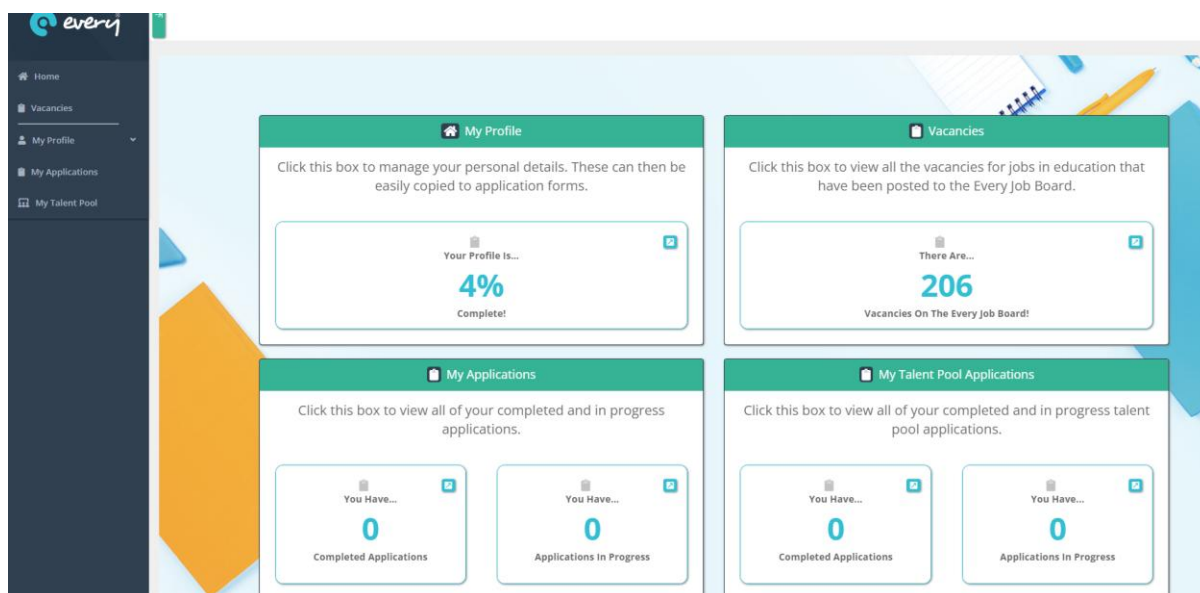 every
Home
Vacancies
My Profile
My Applications
My Talent Pool
My Profile
Click this box to manage your personal details. These can then be
easily copied to application forms.
Your Profile Is...
4%
Complete!
Vacancies
Click this box to view all the vacancies for jobs in education that
have been posted to the Every Job Board.
There Are...
206
Vacancies On The Every Job Board!
My Applications
Click this box to view all of your completed and in progress
applications.
You Have...
0
Completed Applications
You Have...
0
Applications In Progress
My Talent Pool Applications
Click this box to view all of your completed and in progress talent
pool applications.
You Have...
0
Completed Applications
You Have...
0
Applications In Progress